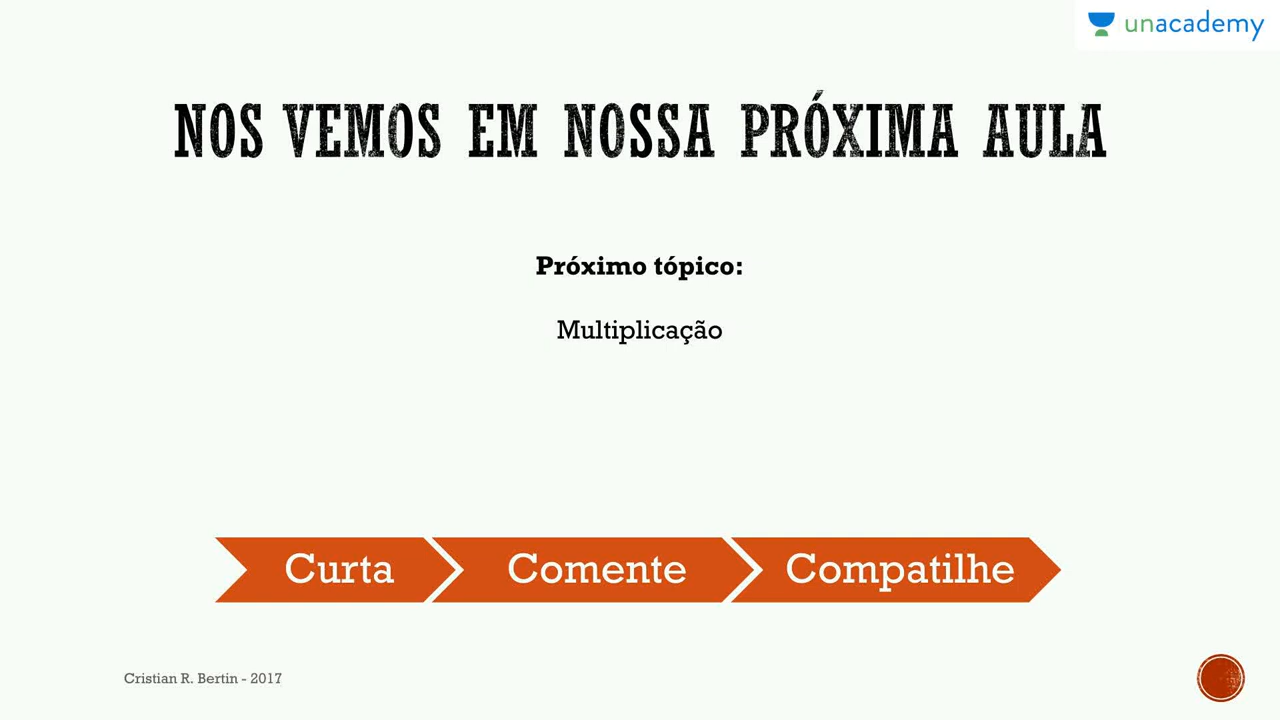 unacademy
NOS VEMOS EM NOSSA PRÓXIMA AULA
Próximo tópico:
Multiplicação
Curta Comente Compatilhe
Cristian R. Bertin - 2017